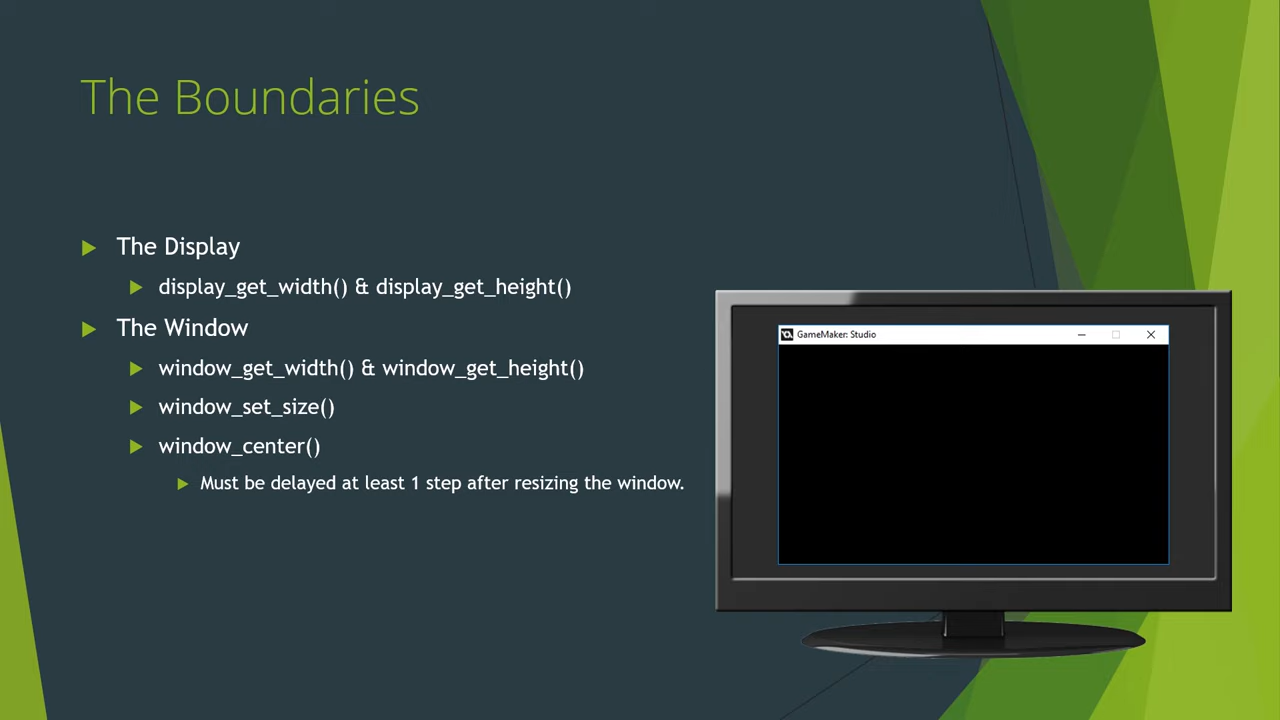 The Boundaries
The Display
display_get_width() & display_get_height()
The Window
window_get_width() & window_get_height()
window_set_size()
window_center()
Must be delayed at least 1 step after resizing the window.
GameMaker: Studio